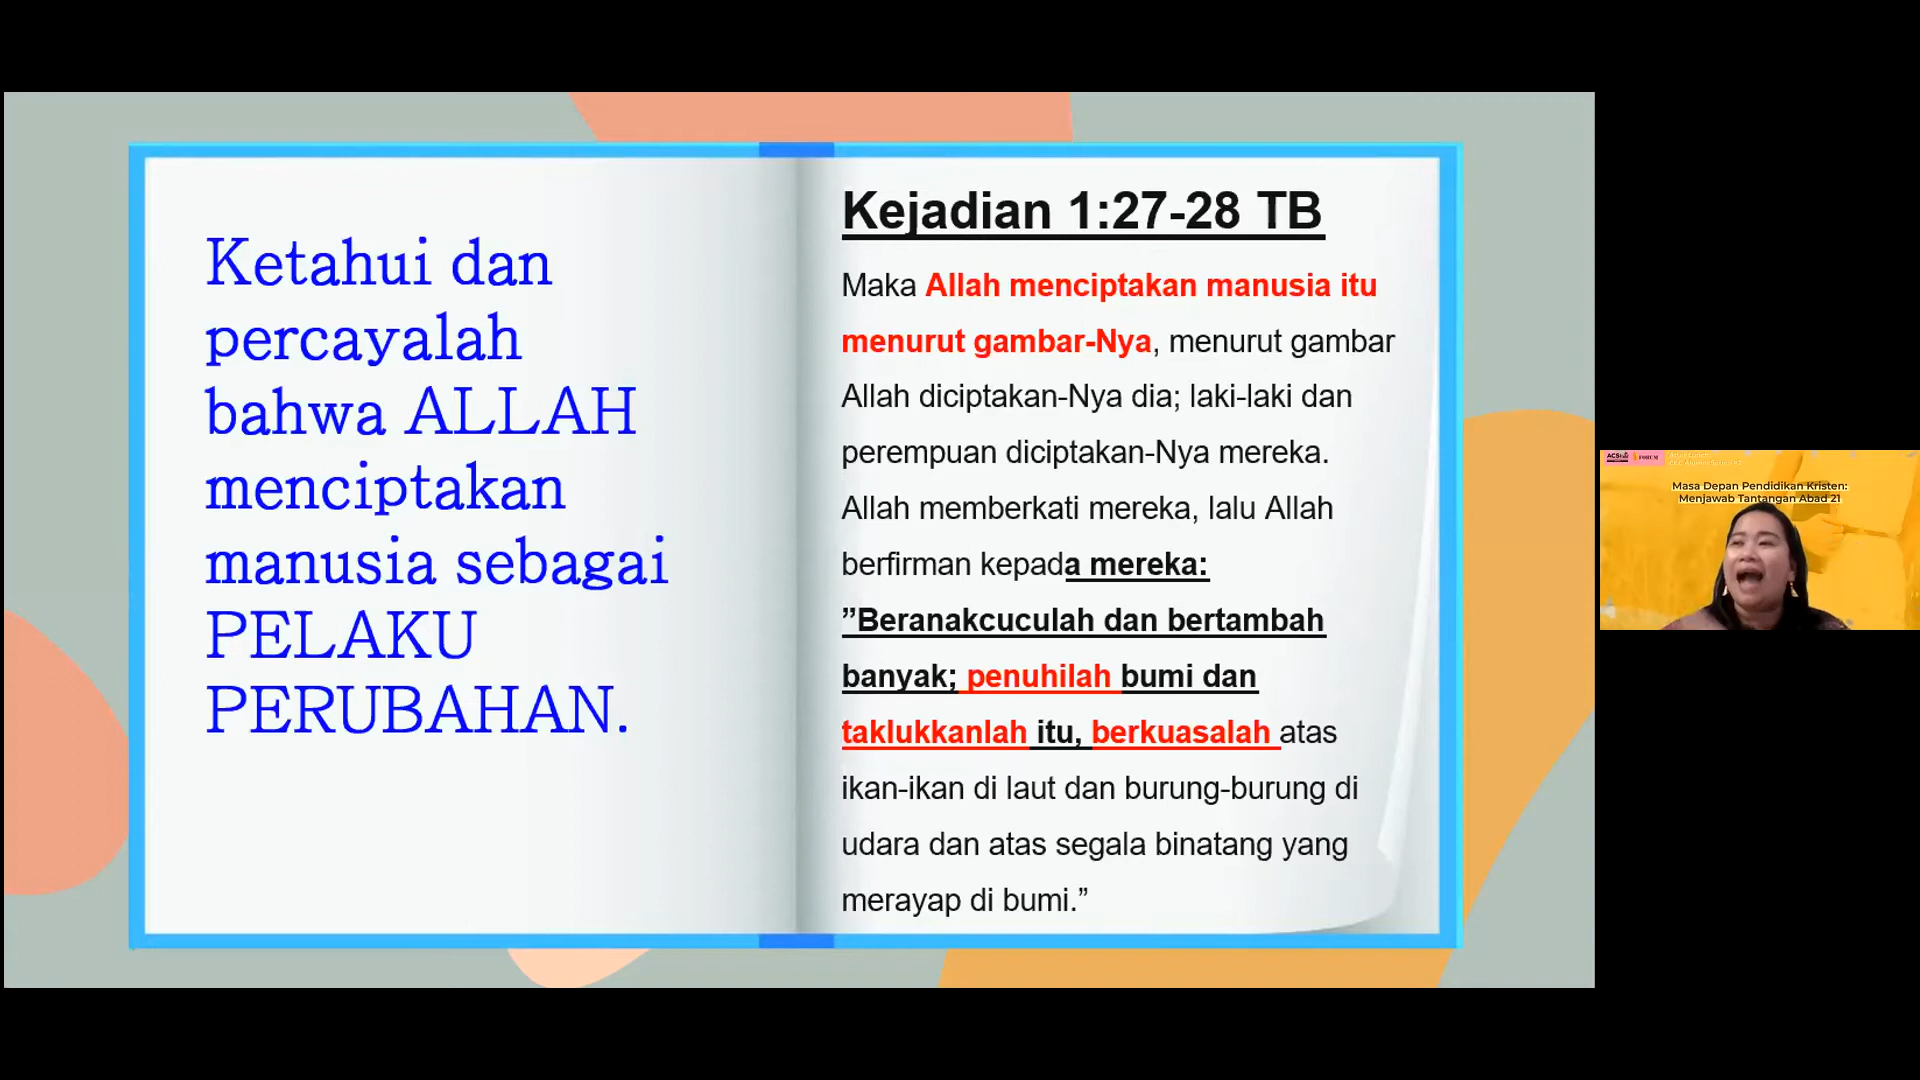 Ketahui dan
percayalah
bahwa ALLAH
menciptakan
manusia sebagai
PELAKU
PERUBAHAN.
Kejadian 1:27-28 TB
Maka Allah menciptakan manusia itu
menurut gambar-Nya, menurut gambar
Allah diciptakan-Nya dia; laki-laki dan
perempuan diciptakan-Nya mereka.
Allah memberkati mereka, lalu Allah
berfirman kepada mereka:
”Beranakcuculah dan bertambah
banyak; penuhilah bumi dan
taklukkanlah itu, berkuasalah atas
ikan-ikan di laut dan burung-burung di
udara dan atas segala binatang yang
merayap di bumi.”
FORUM
Masa Depan Pendidikan Kristen:
Menjawab Tantangan Abad 21